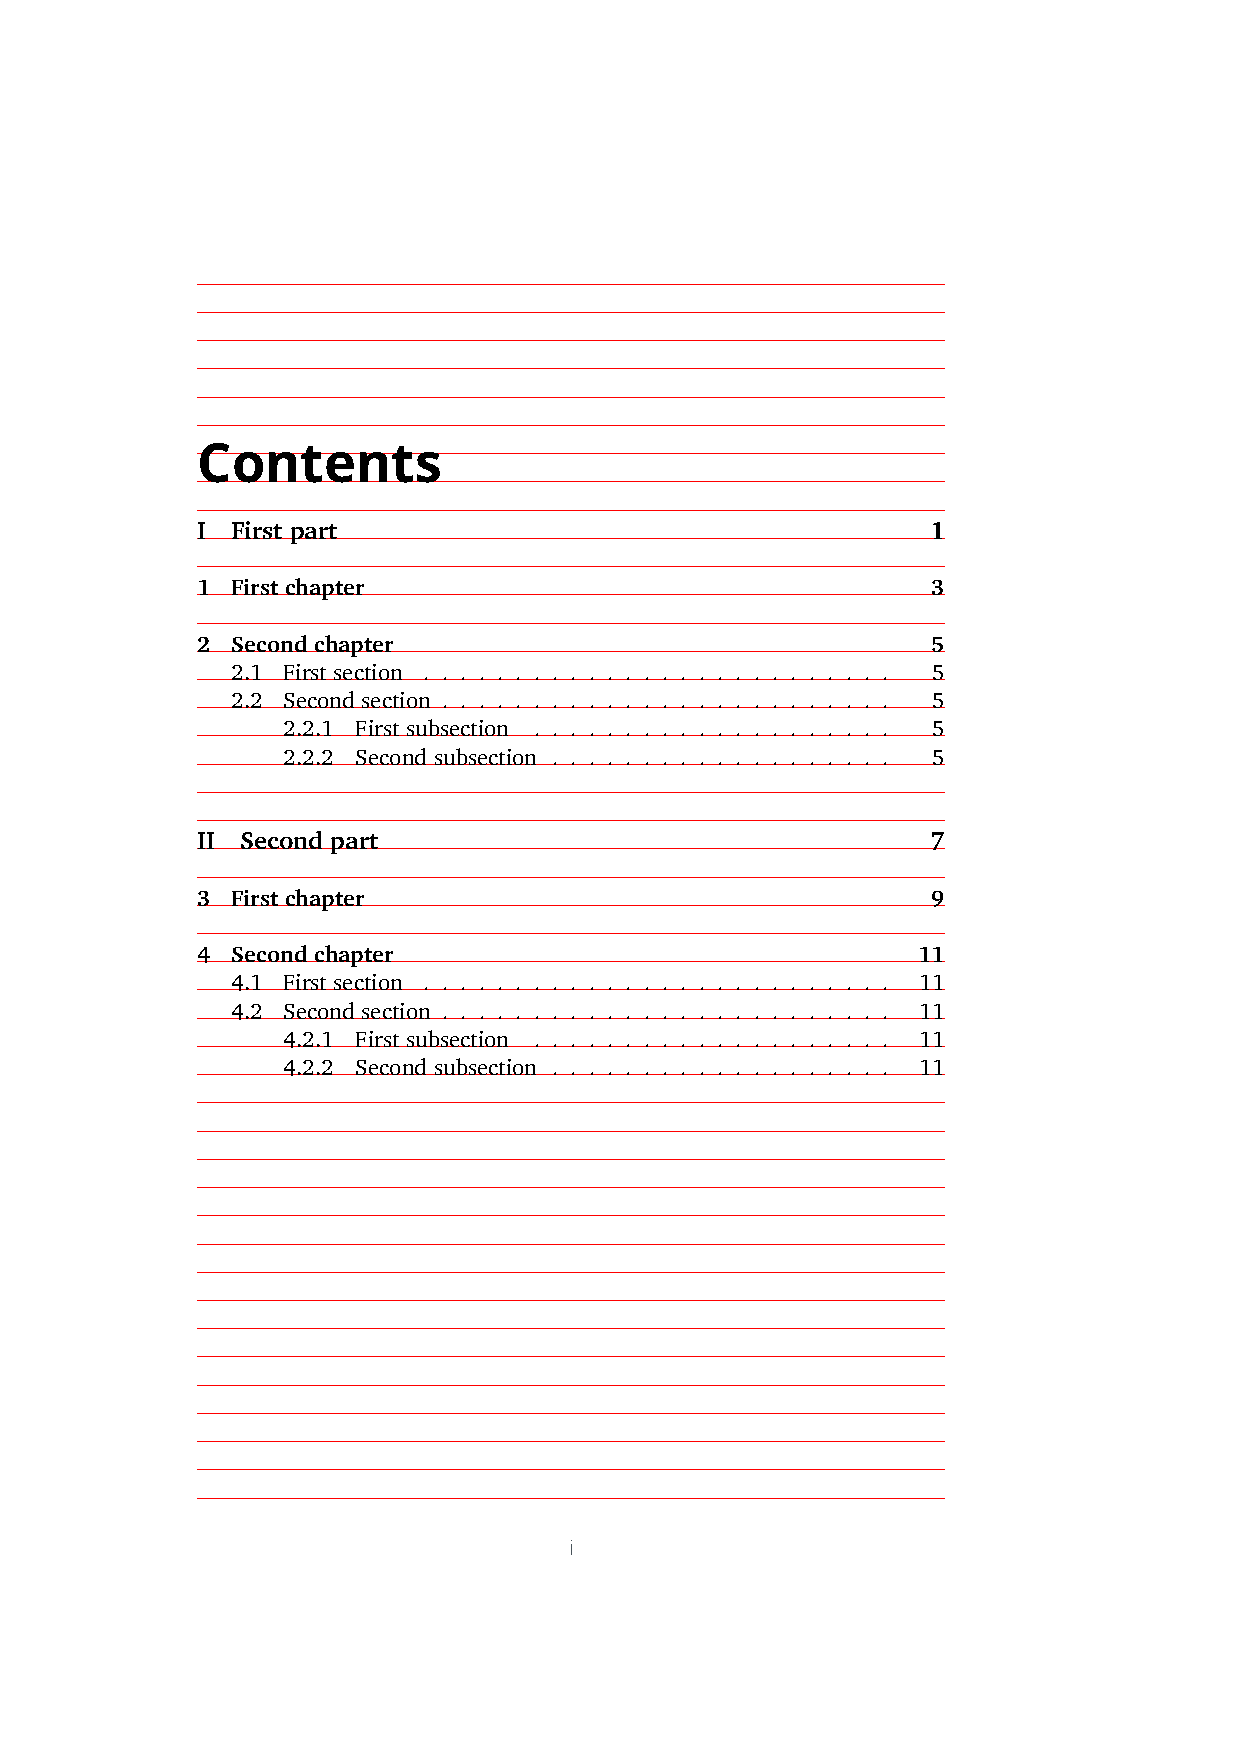 Contents
I First part 1
1 First chapter 3
2 Second chapter 5
2.1 First section . . . . . . . . . . . . . . . . . . . . . . . . . . 5
2.2 Second section . . . . . . . . . . . . . . . . . . . . . . . . . 5
2.2.1 First subsection . . . . . . . . . . . . . . . . . . . . 5
2.2.2 Second subsection . . . . . . . . . . . . . . . . . . . 5
II Second part 7
3 First chapter 9
4 Second chapter 11
4.1 First section . . . . . . . . . . . . . . . . . . . . . . . . . . 11
4.2 Second section . . . . . . . . . . . . . . . . . . . . . . . . . 11
4.2.1 First subsection . . . . . . . . . . . . . . . . . . . . 11
4.2.2 Second subsection . . . . . . . . . . . . . . . . . . . 11
i